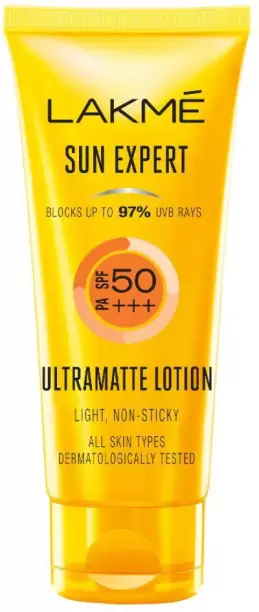 LAKMÉ
SUN EXPERT
BLOCKS UP TO 97% UVB RAYS
SPF 50
PA +++
ULTRAMATTE LOTION
LIGHT, NON-STICKY
ALL SKIN TYPES
DERMATOLOGICALLY TESTED